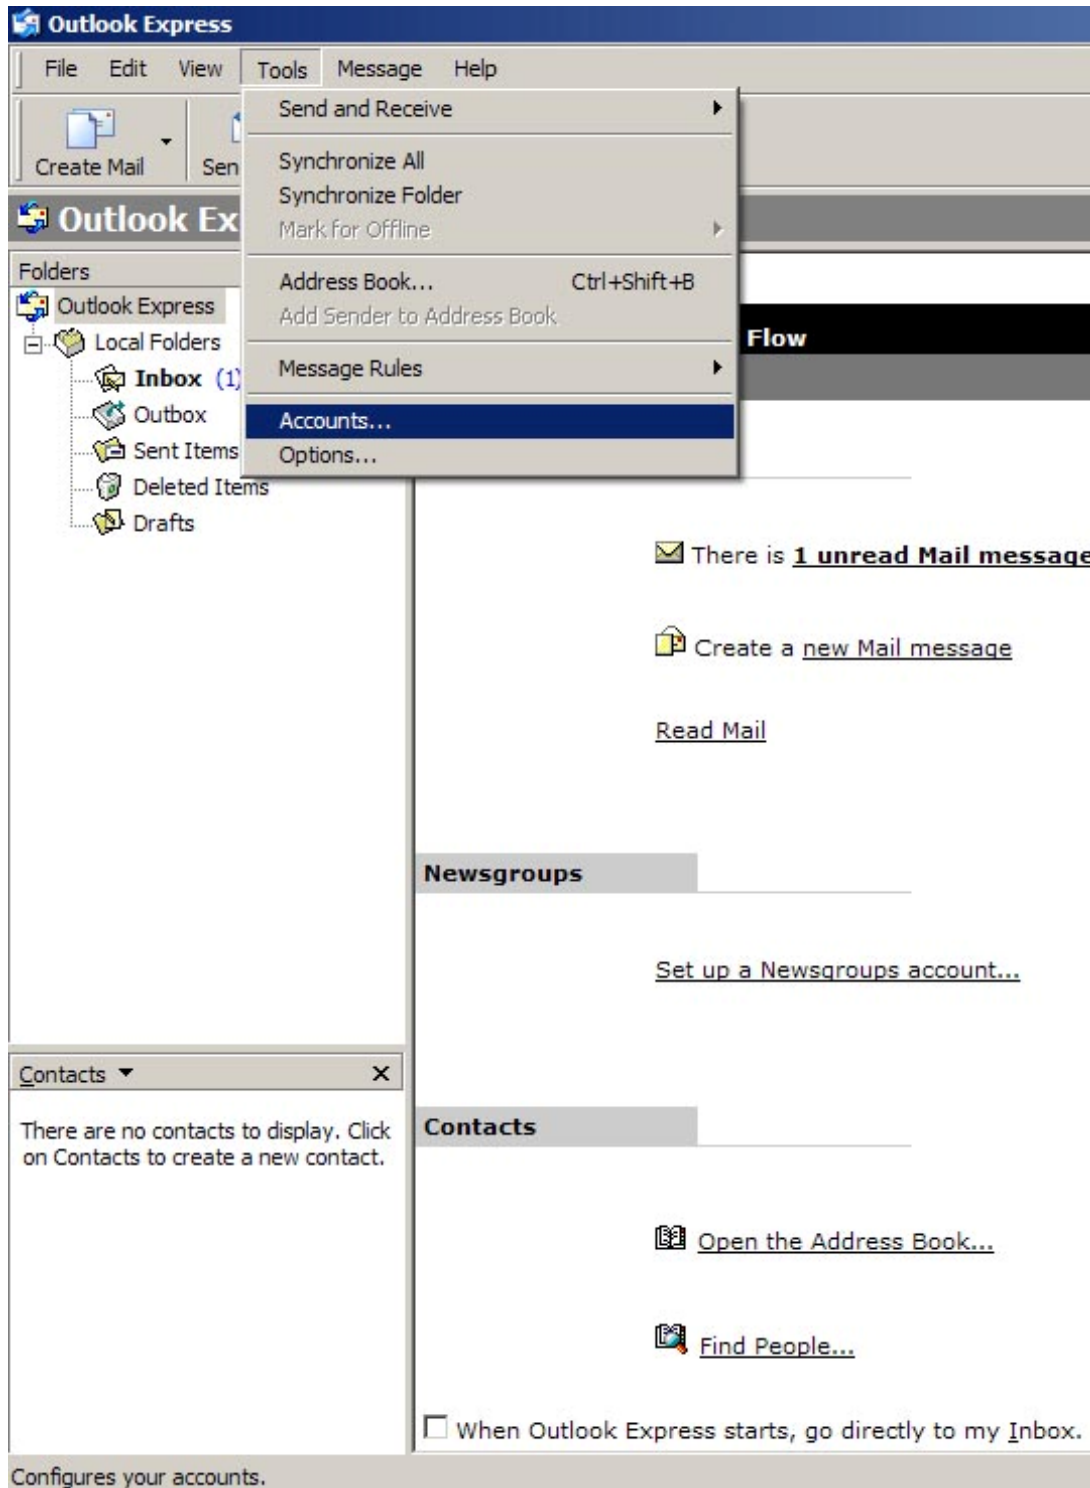 Outlook Express
File Edit View Tools Message Help
Create Mail
Sen
Send and Receive
Synchronize All
Synchronize Folder
Mark for Offline
Address Book... Ctrl+Shift+B
Add Sender to Address Book
Message Rules
Accounts...
Options...
Outlook Ex
Folders
Outlook Express
Local Folders
Inbox (1)
Outbox
Sent Items
Deleted Items
Drafts
Flow
There is 1 unread Mail message
Create a new Mail message
Read Mail
Newsgroups
Set up a Newsgroups account...
Contacts
There are no contacts to display. Click
on Contacts to create a new contact.
Contacts
Open the Address Book...
Find People...
When Outlook Express starts, go directly to my Inbox.
Configures your accounts.